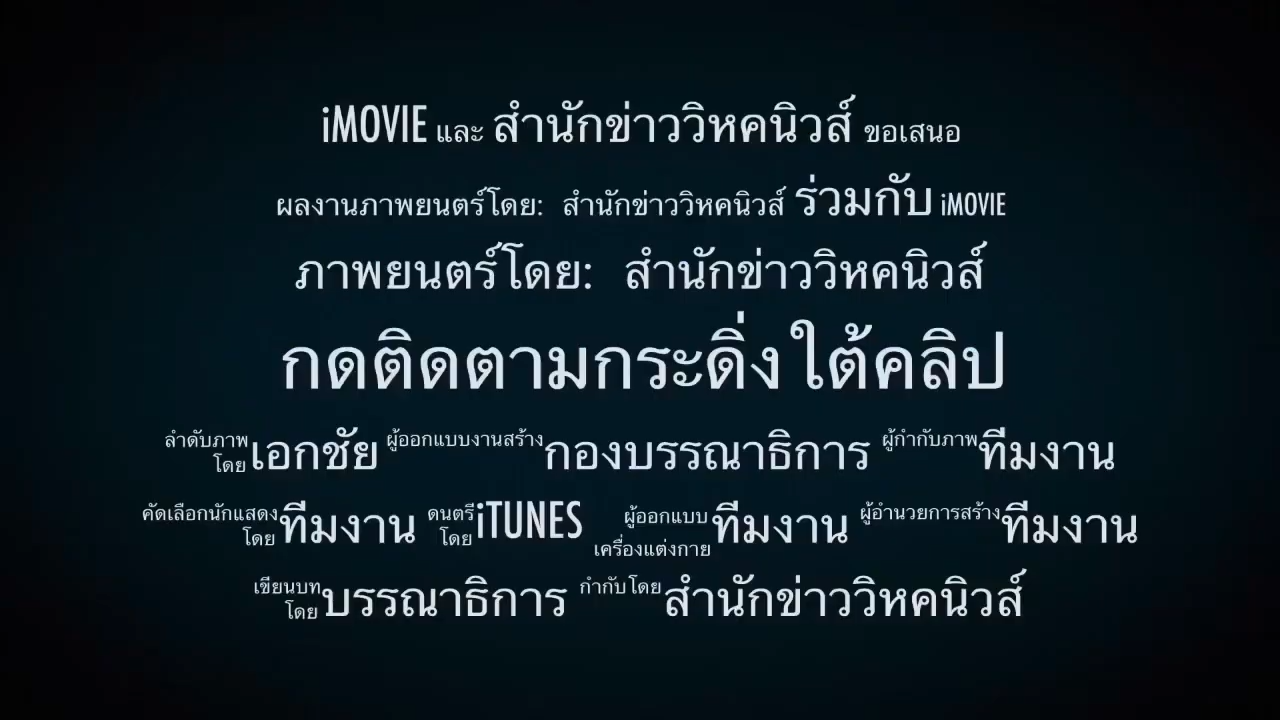 iMOVIE และ สำนักข่าววิหคนิวส์ ขอเสนอ
ผลงานภาพยนตร์โดย: สำนักข่าววิหคนิวส์ ร่วมกับ iMOVIE
ภาพยนตร์โดย: สำนักข่าววิหคนิวส์
กดติดตามกระดิ่ง ใต้คลิป
ลำดับภาพโดย เอกชัย ผู้ออกแบบงานสร้าง กองบรรณาธิการ ผู้กำกับภาพ ทีมงาน
คัดเลือกนักแสดงโดย ทีมงาน ดนตรีโดย iTUNES ผู้ออกแบบเครื่องแต่งกาย ทีมงาน ผู้อำนวยการสร้าง ทีมงาน
เขียนบทโดย บรรณาธิการ กำกับโดย สำนักข่าววิหคนิวส์